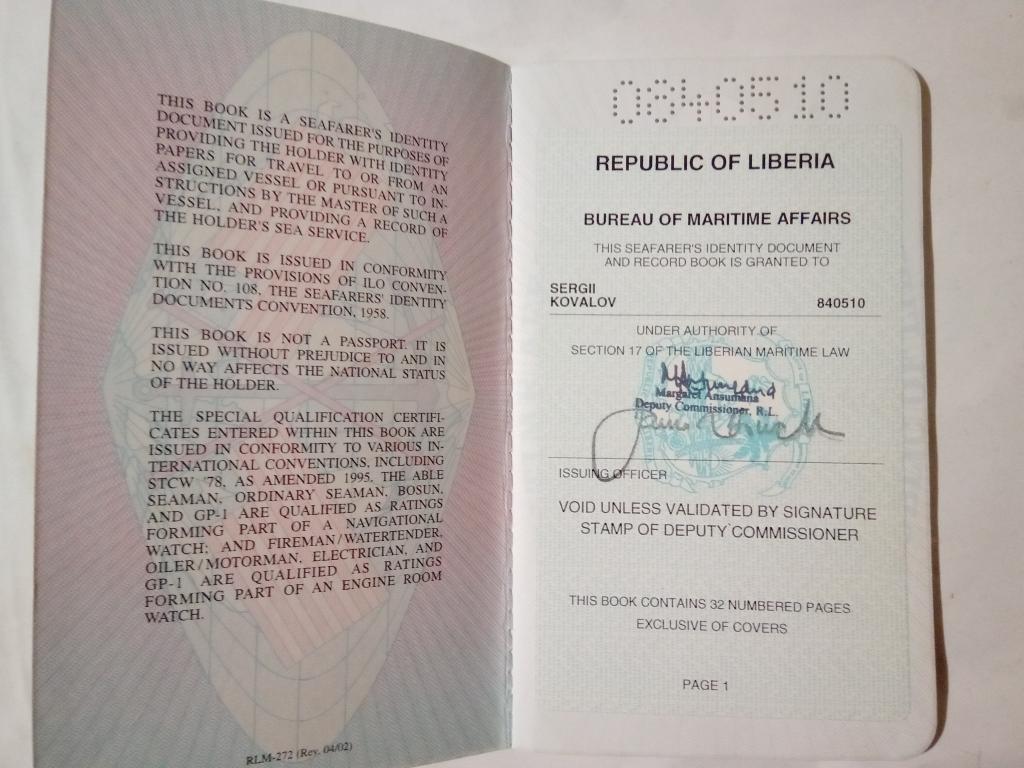 THIS BOOK IS A SEAFARER'S IDENTITY
DOCUMENT ISSUED FOR THE PURPOSES OF
PROVIDING THE HOLDER WITH IDENTITY
PAPERS FOR TRAVEL TO OR FROM AN
ASSIGNED VESSEL OR PURSUANT TO IN-
STRUCTIONS BY THE MASTER OF SUCH A
VESSEL, AND PROVIDING A RECORD OF
THE HOLDER'S SEA SERVICE.
THIS BOOK IS ISSUED IN CONFORMITY
WITH THE PROVISIONS OF ILO CONVEN-
TION NO. 108, THE SEAFARERS' IDENTITY
DOCUMENTS CONVENTION, 1958.
THIS BOOK IS NOT A PASSPORT. IT IS
ISSUED WITHOUT PREJUDICE TO AND IN
NO WAY AFFECTS THE NATIONAL STATUS
OF THE HOLDER.
THE SPECIAL QUALIFICATION CERTIFI-
CATES ENTERED WITHIN THIS BOOK ARE
ISSUED IN CONFORMITY TO VARIOUS IN-
TERNATIONAL CONVENTIONS, INCLUDING
STCW '78, AS AMENDED 1995. THE ABLE
SEAMAN, ORDINARY SEAMAN, BOSUN,
AND GP-1 ARE QUALIFIED AS RATINGS
FORMING PART OF A NAVIGATIONAL
WATCH; AND FIREMAN/WATERTENDER,
OILER/MOTORMAN, ELECTRICIAN, AND
GP-1 ARE QUALIFIED AS RATINGS
FORMING PART OF AN ENGINE ROOM
WATCH.
RLM-272 (Rev. 04/02)
0840510
REPUBLIC OF LIBERIA
BUREAU OF MARITIME AFFAIRS
THIS SEAFARER'S IDENTITY DOCUMENT
AND RECORD BOOK IS GRANTED TO
SERGII
KOVALOV 840510
UNDER AUTHORITY OF
SECTION 17 OF THE LIBERIAN MARITIME LAW
Margaret Ansumana
Deputy Commissioner, R.L.
ISSUING OFFICER
VOID UNLESS VALIDATED BY SIGNATURE
STAMP OF DEPUTY COMMISSIONER
THIS BOOK CONTAINS 32 NUMBERED PAGES
EXCLUSIVE OF COVERS
PAGE 1